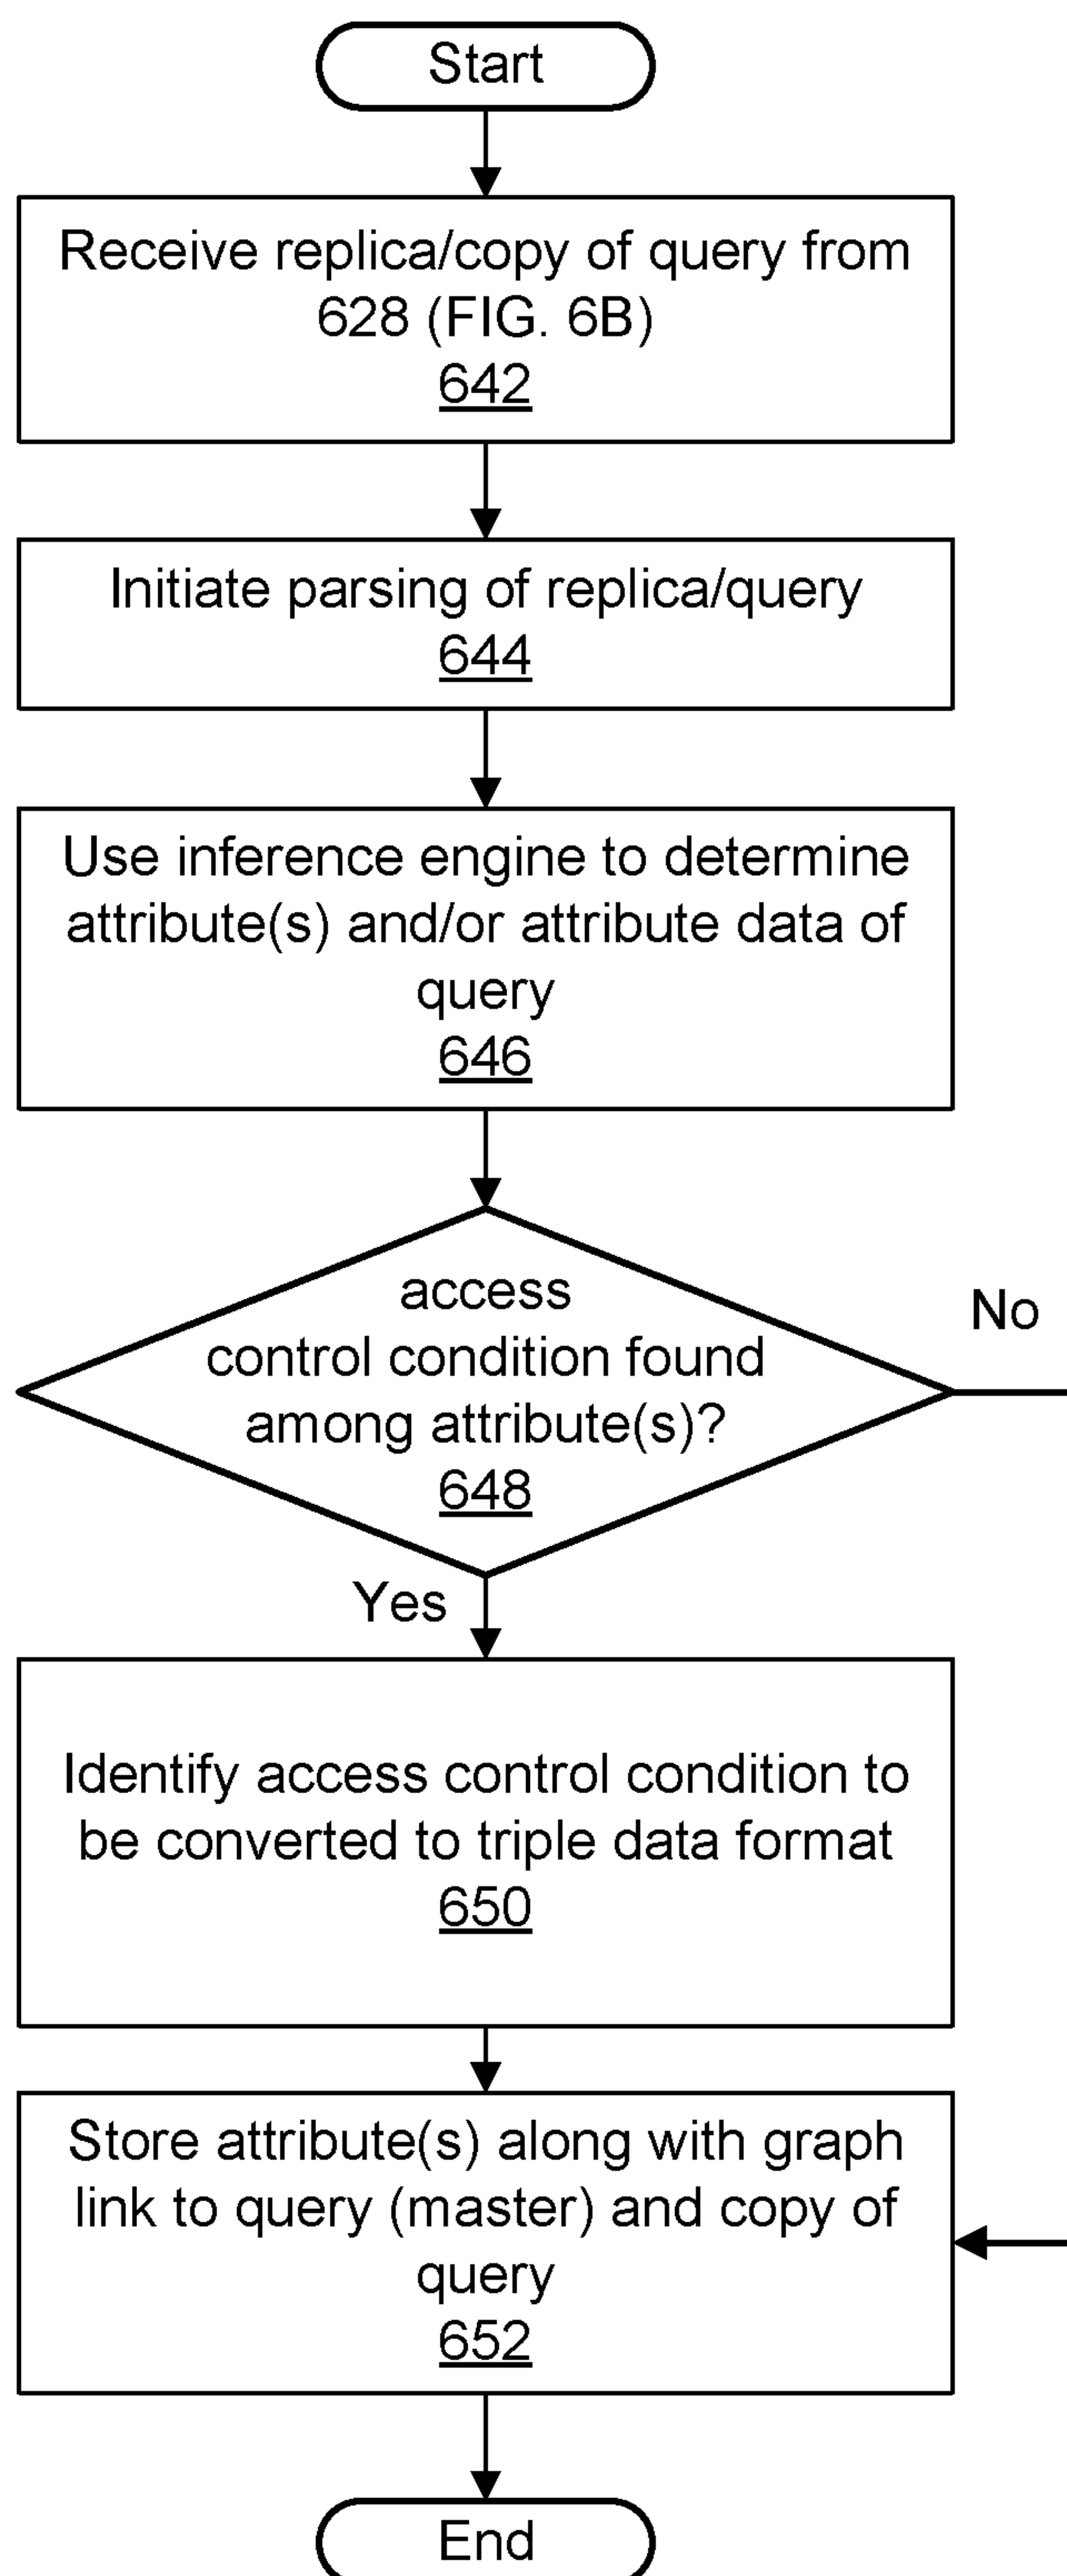 Start
Receive replica/copy of query from
628 (FIG. 6B)
642
Initiate parsing of replica/query
644
Use inference engine to determine
attribute(s) and/or attribute data of
query
646
access
control condition found
among attribute(s)?
648
No
Yes
Identify access control condition to
be converted to triple data format
650
Store attribute(s) along with graph
link to query (master) and copy of
query
652
End